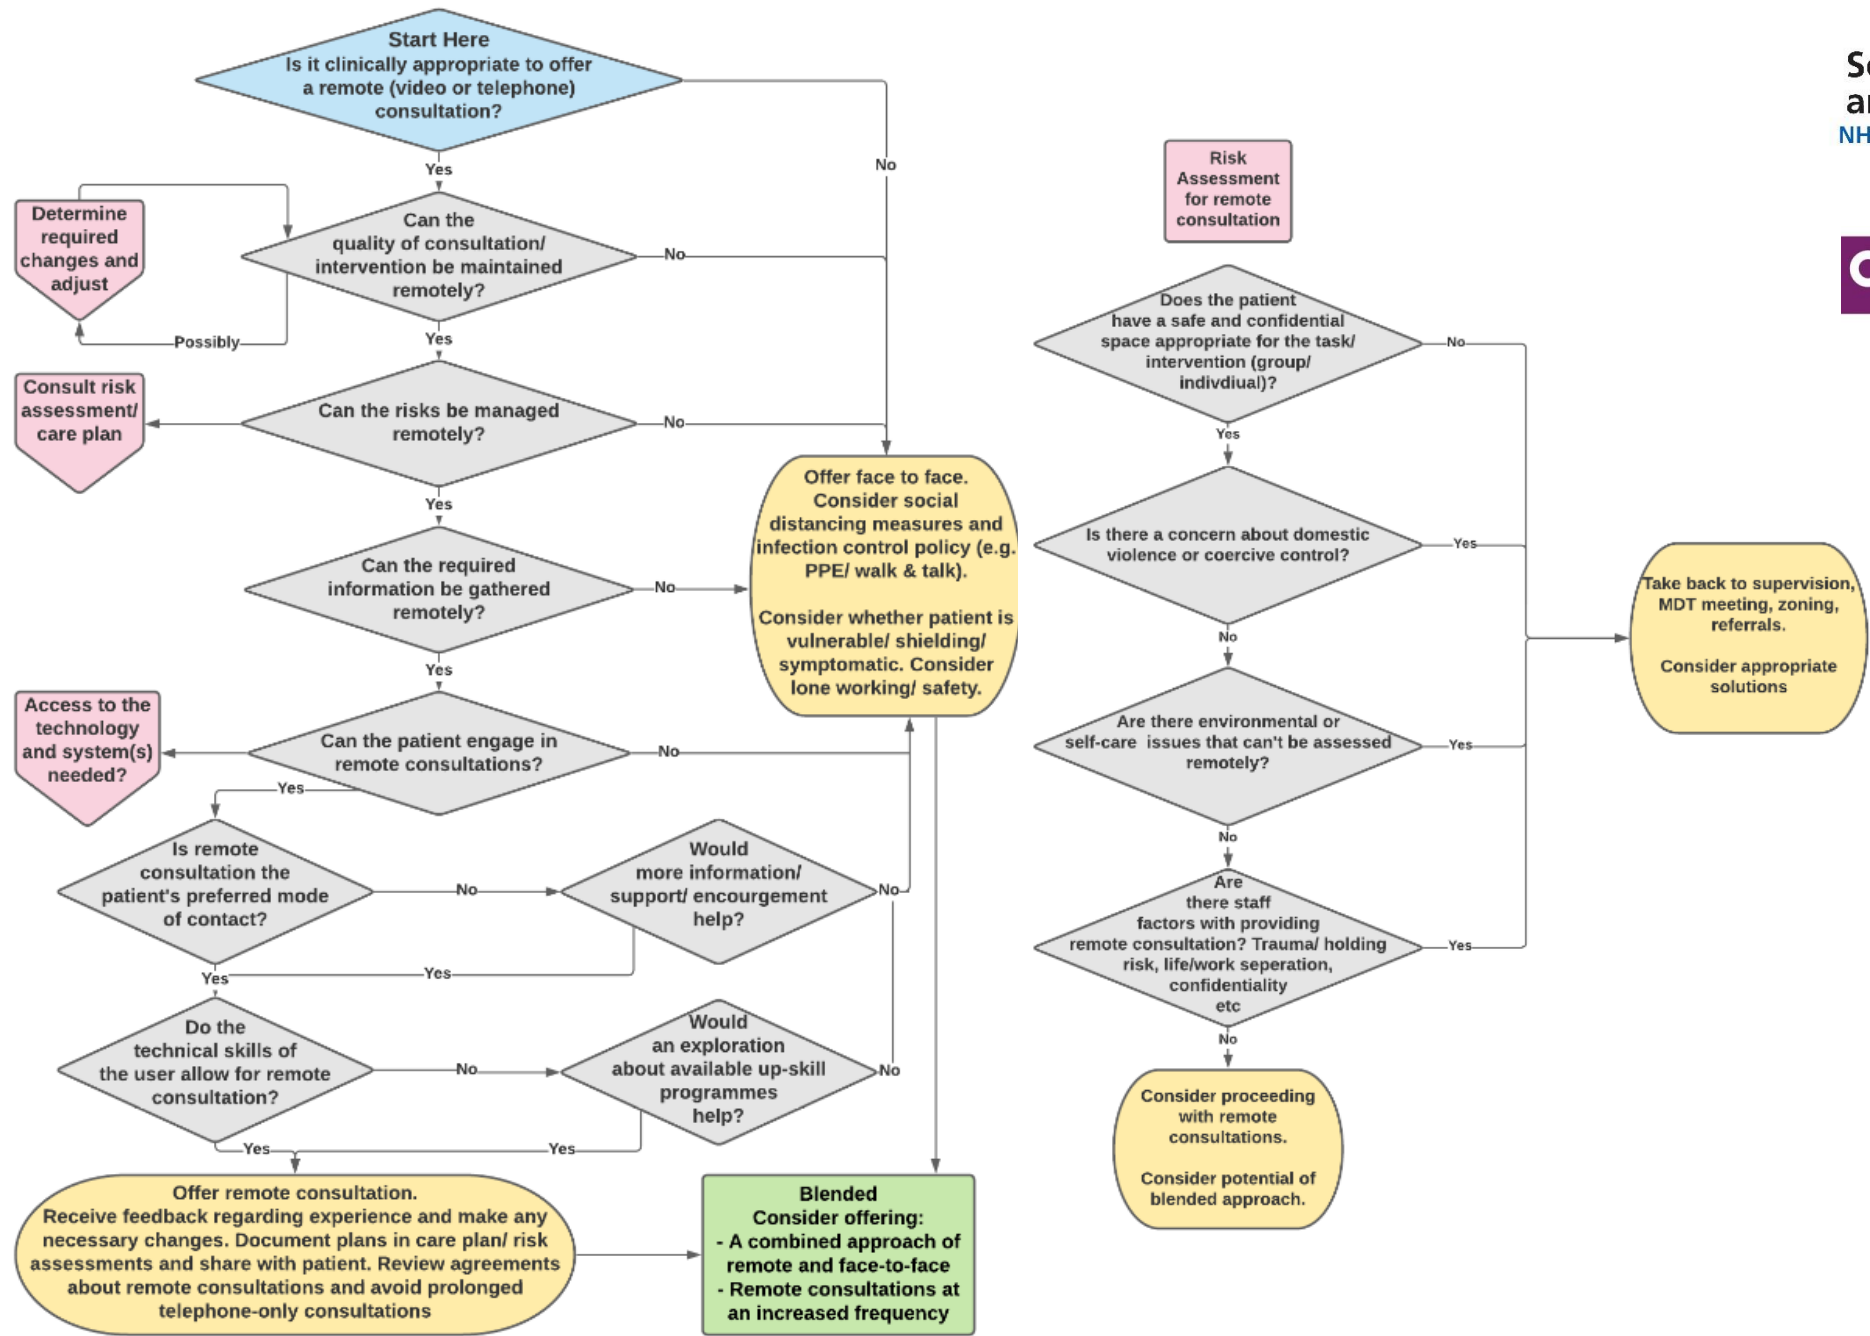 Start Here
Is it clinically appropriate to offer
a remote (video or telephone)
consultation?
No
Yes
Determine
required
changes and
adjust
Can the
quality of consultation/
intervention be maintained
remotely?
No
Possibly
Yes
Consult risk
assessment/
care plan
Can the risks be managed
remotely?
No
Yes
Can the required
information be gathered
remotely?
No
Offer face to face.
Consider social
distancing measures and
infection control policy (e.g.
PPE/ walk & talk).
Consider whether patient is
vulnerable/ shielding/
symptomatic. Consider
lone working/ safety.
Yes
Access to the
technology
and system(s)
needed?
Can the patient engage in
remote consultations?
No
Yes
Is remote
consultation the
patient's preferred mode
of contact?
No
Would
more information/
support/ encourgement
help?
No
Yes
Yes
Do the
technical skills of
the user allow for remote
consultation?
No
Would
an exploration
about available up-skill
programmes
help?
No
Yes
Yes
Offer remote consultation.
Receive feedback regarding experience and make any
necessary changes. Document plans in care plan/ risk
assessments and share with patient. Review agreements
about remote consultations and avoid prolonged
telephone-only consultations
Blended
Consider offering:
- A combined approach of
remote and face-to-face
- Remote consultations at
an increased frequency
Risk
Assessment
for remote
consultation
Does the patient
have a safe and confidential
space appropriate for the task/
intervention (group/
indivdiual)?
No
Yes
Is there a concern about domestic
violence or coercive control?
Yes
No
Are there environmental or
self-care issues that can't be assessed
remotely?
Yes
No
Are
there staff
factors with providing
remote consultation? Trauma/ holding
risk, life/work seperation,
confidentiality
etc
Yes
No
Consider proceeding
with remote
consultations.
Consider potential of
blended approach.
Take back to supervision,
MDT meeting, zoning,
referrals.
Consider appropriate
solutions